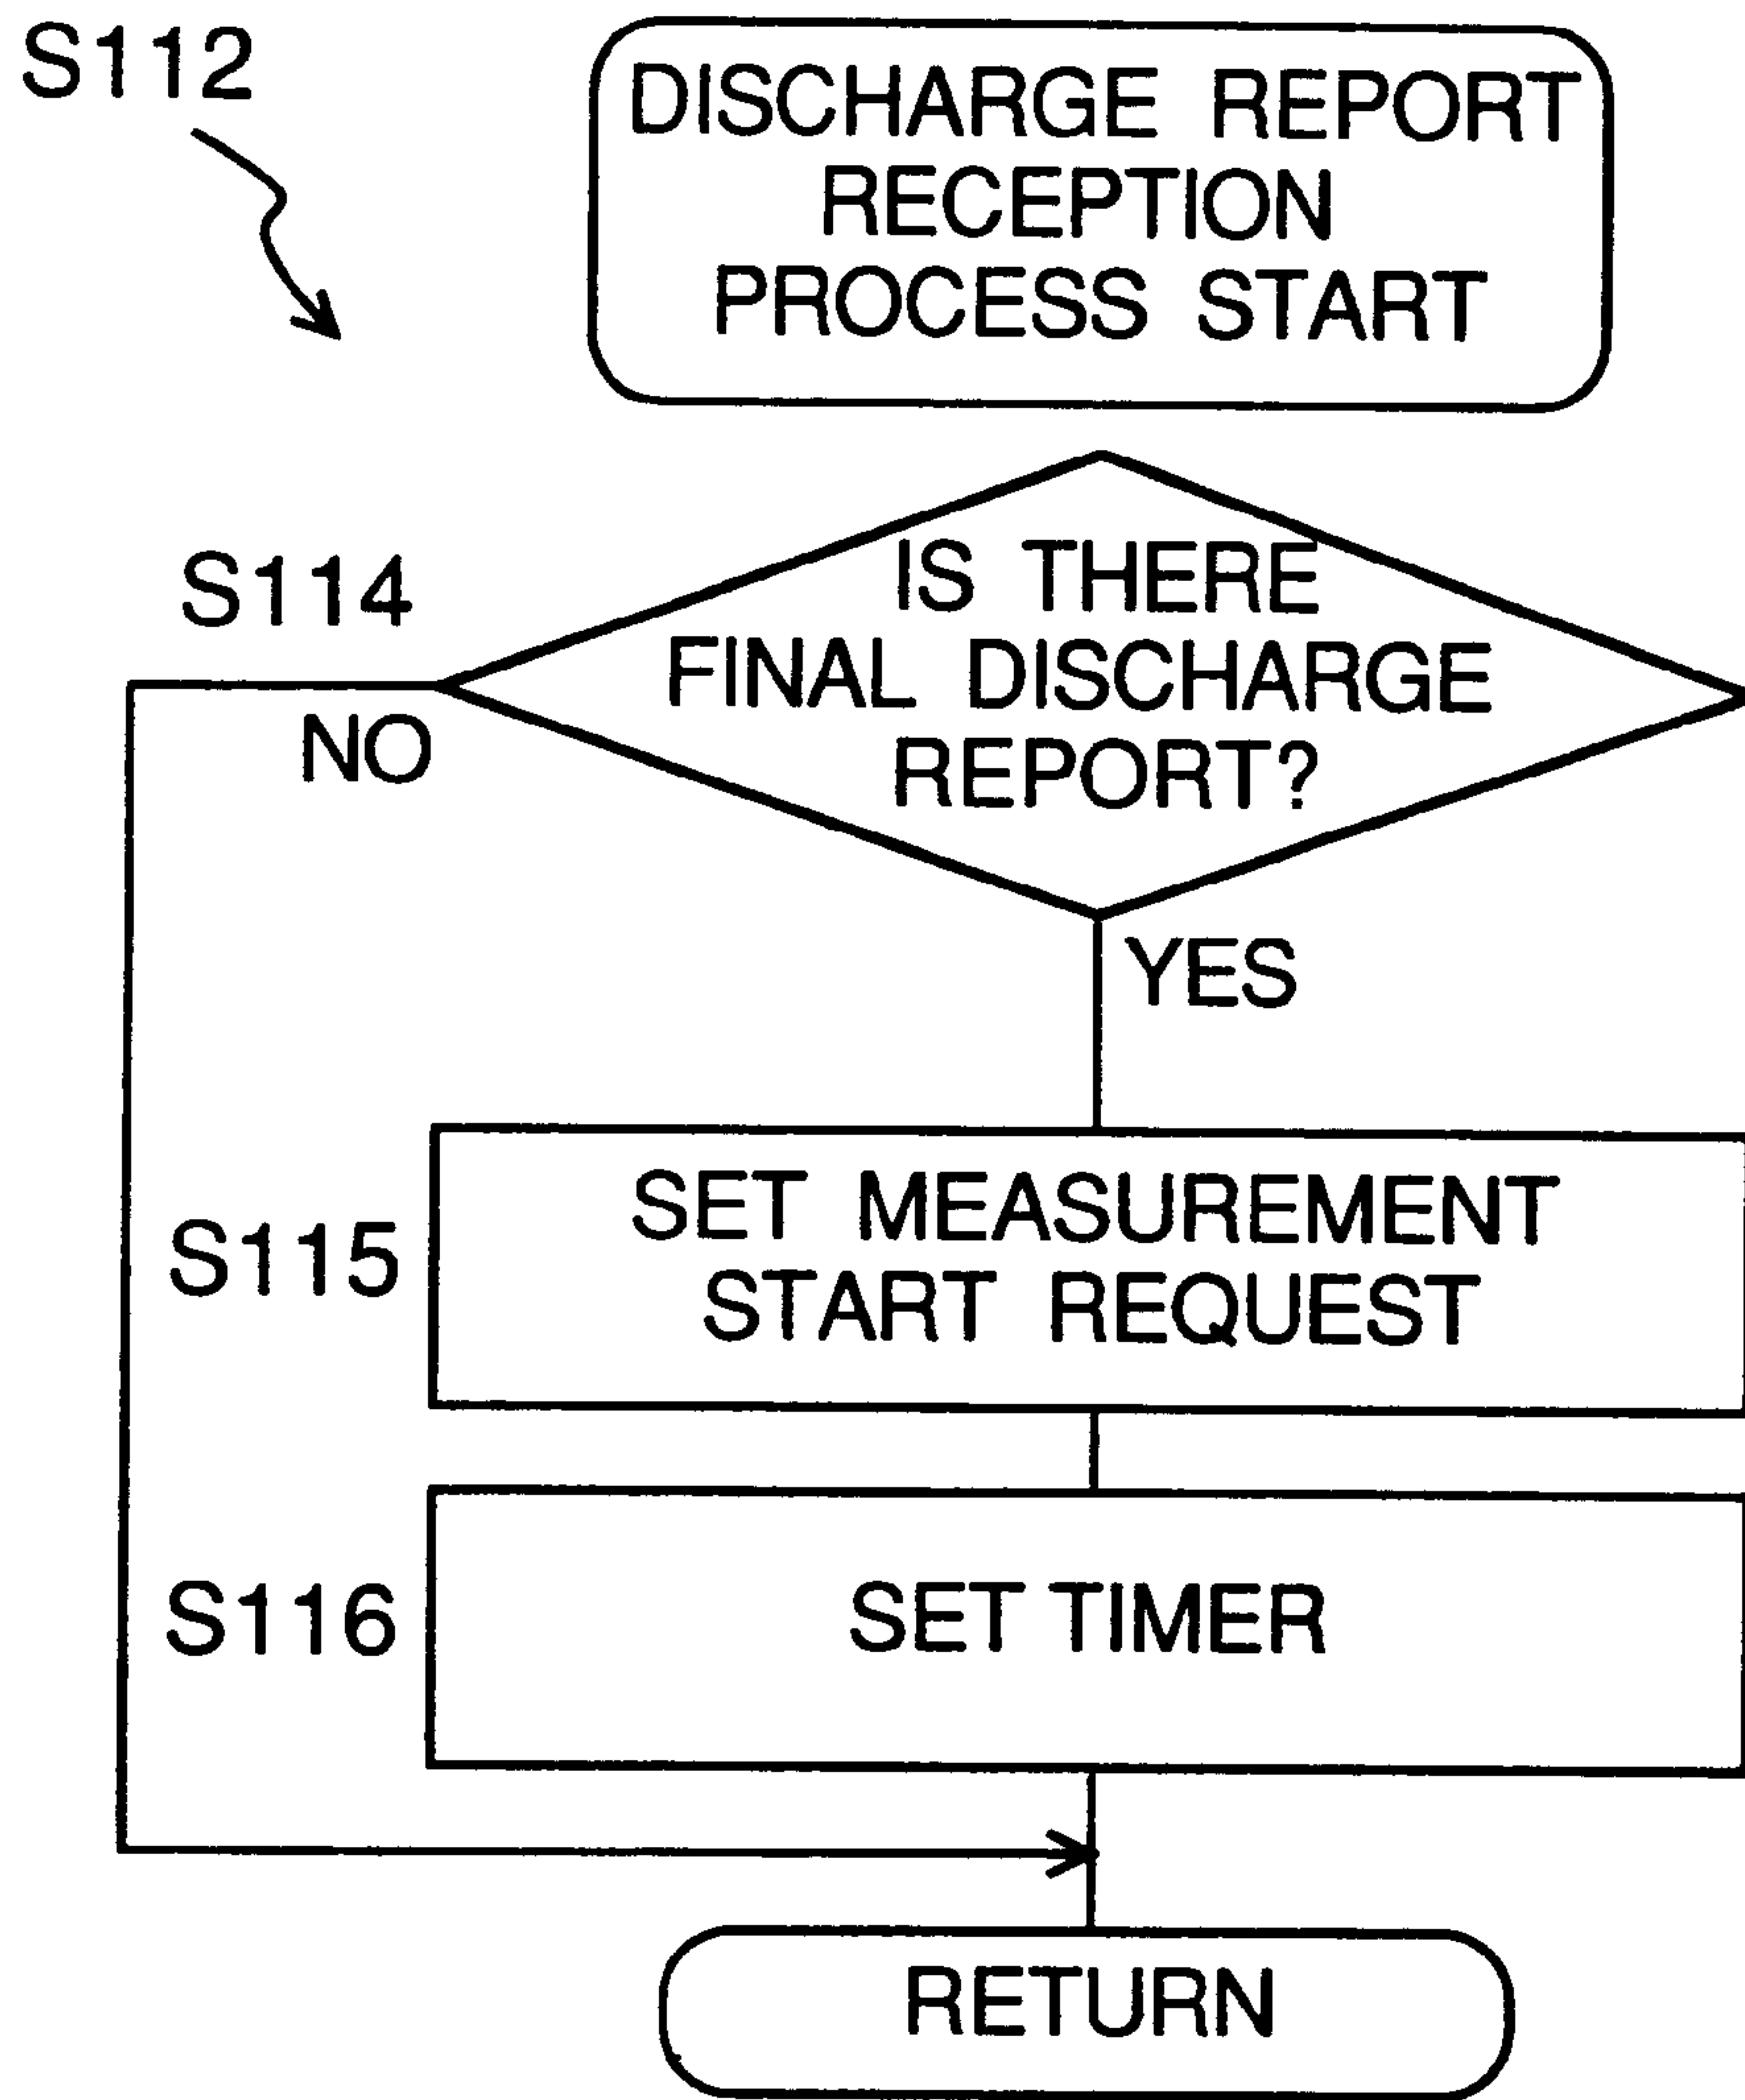 S112
DISCHARGE REPORT
RECEPTION
PROCESS START
S114
IS THERE
FINAL DISCHARGE
REPORT?
NO
YES
S115
SET MEASUREMENT
START REQUEST
S116
SET TIMER
RETURN